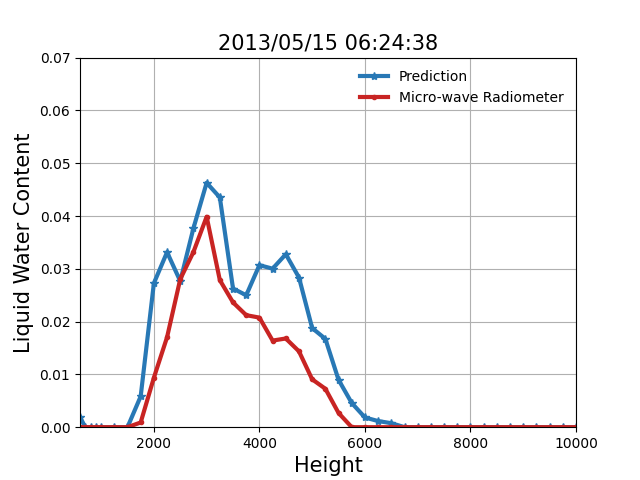 2013/05/15 06:24:38
Prediction
Micro-wave Radiometer
Liquid Water Content
0.07
0.06
0.05
0.04
0.03
0.02
0.01
0.00
2000 4000 6000 8000 10000
Height